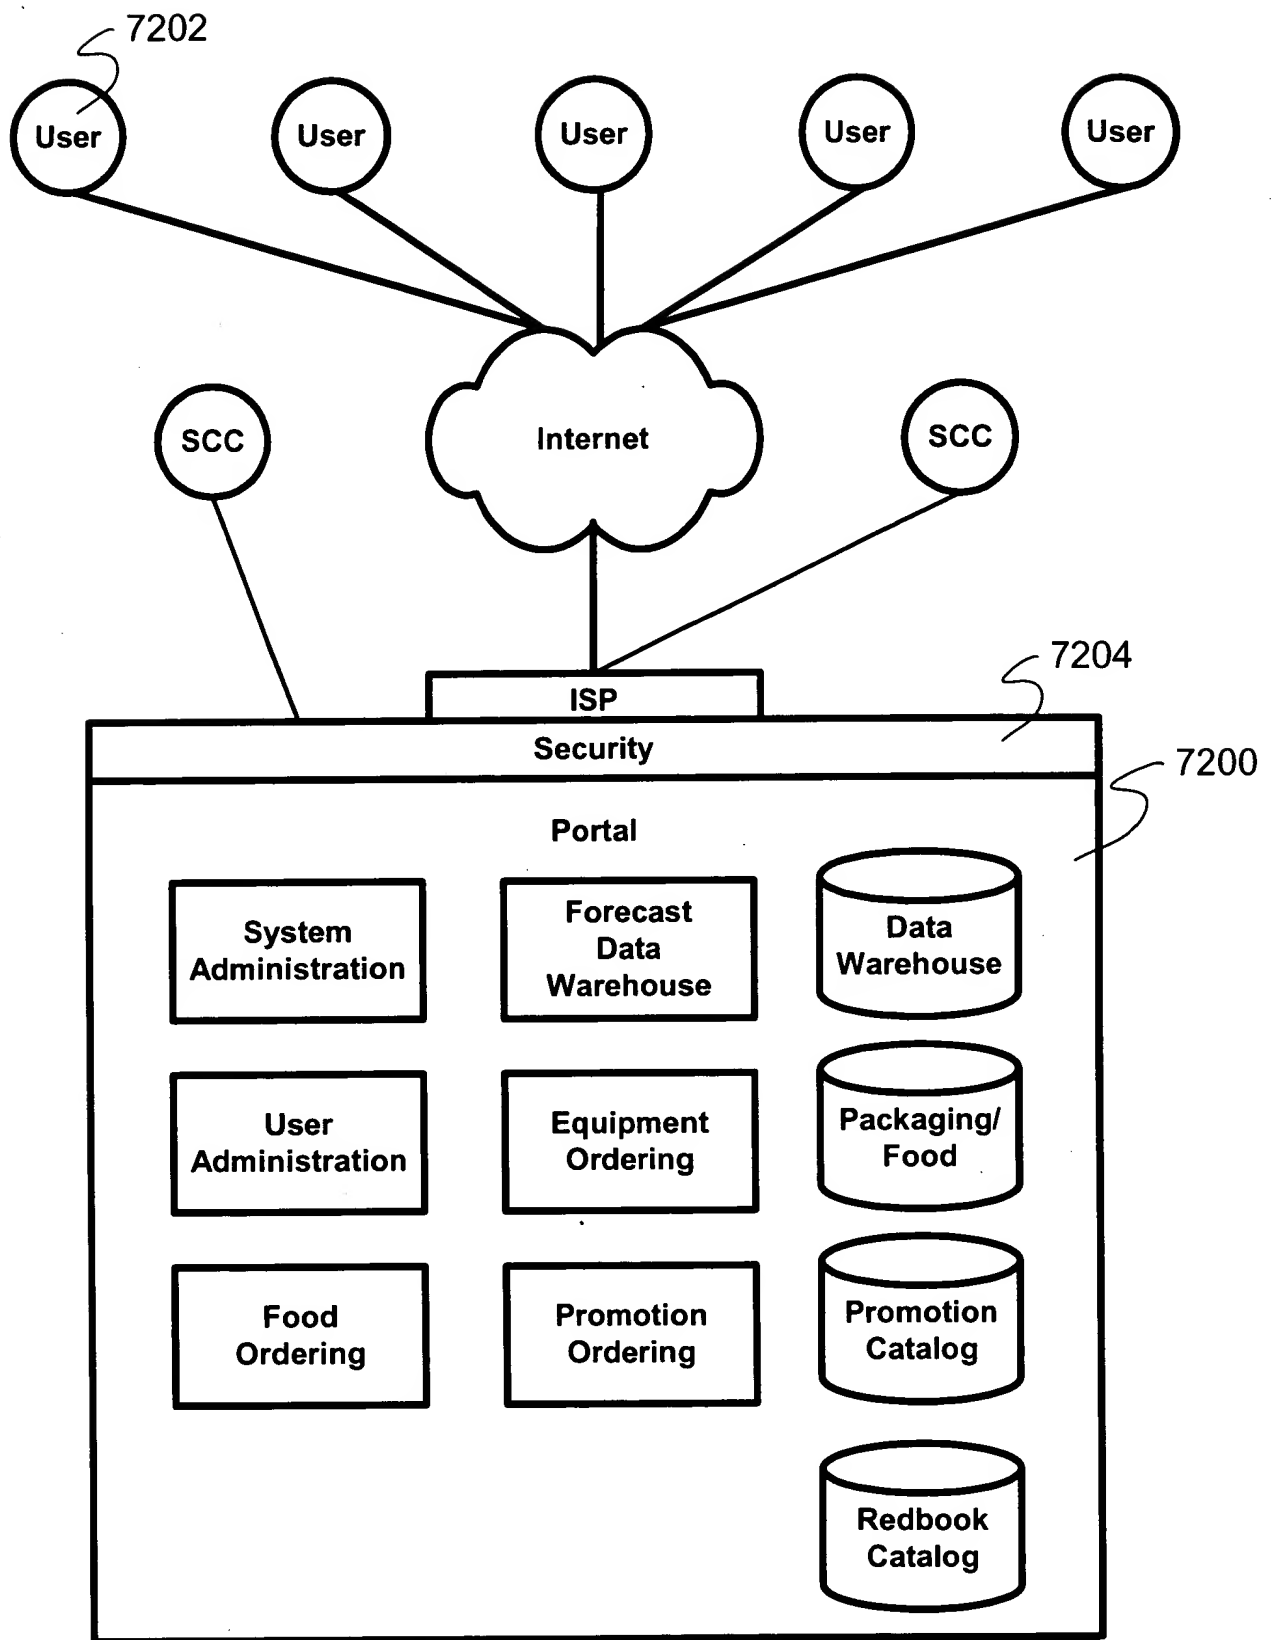 7202
User
User
User
User
User
SCC
Internet
SCC
7204
ISP
Security
7200
Portal
System
Administration
Forecast
Data
Warehouse
Data
Warehouse
User
Administration
Equipment
Ordering
Packaging/
Food
Food
Ordering
Promotion
Ordering
Promotion
Catalog
Redbook
Catalog